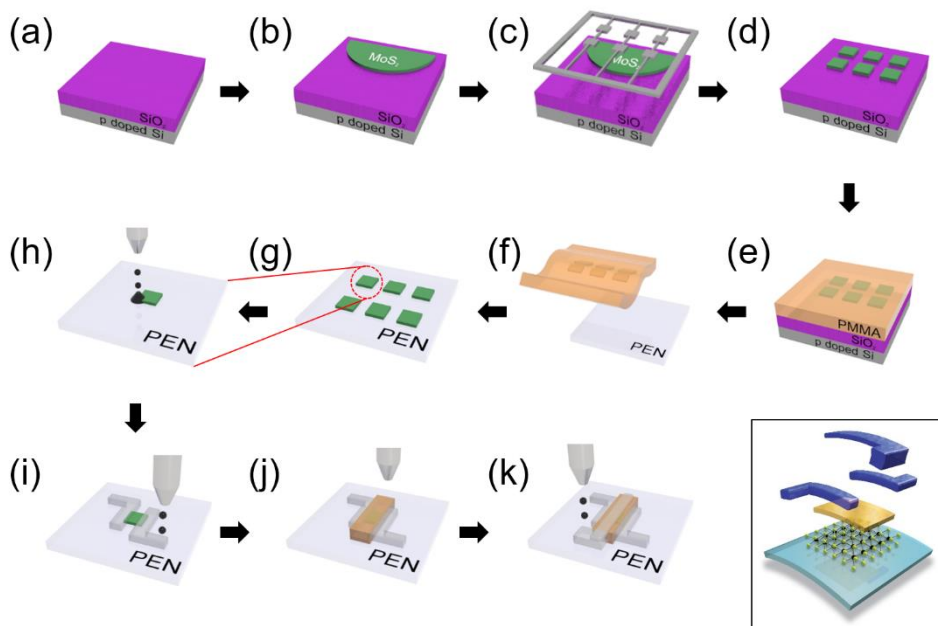 (a)
SiO₂
p doped Si
(b)
MoS₂
SiO₂
p doped Si
(c)
MoS₂
SiO₂
p doped Si
(d)
SiO₂
p doped Si
(h)
PEN
(g)
PEN
(f)
PEN
(e)
PMMA
SiO₂
p doped Si
(i)
PEN
(j)
PEN
(k)
PEN